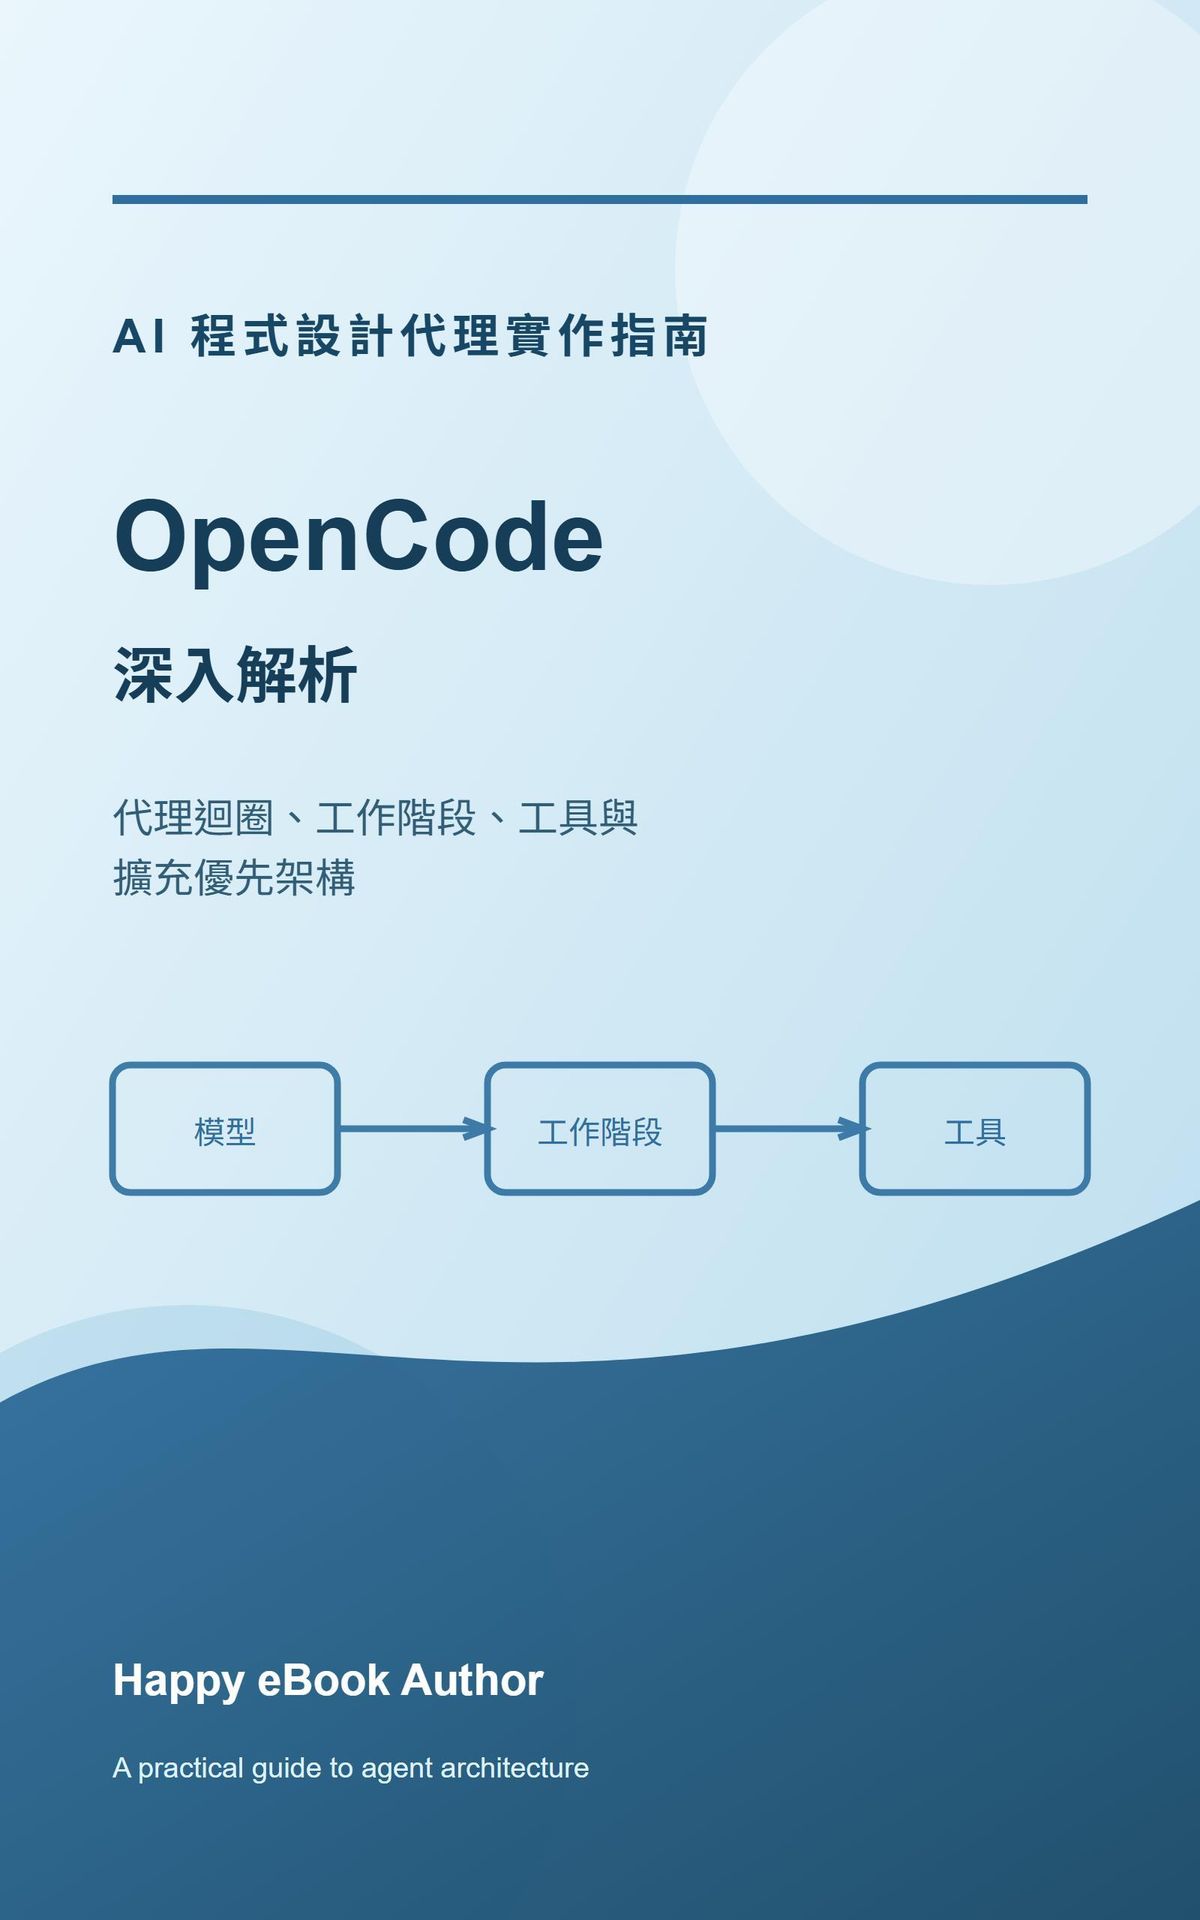 AI 程式設計代理實作指南
OpenCode
深入解析
代理迴圈、工作階段、工具與
擴充優先架構
模型
工作階段
工具
Happy eBook Author
A practical guide to agent architecture